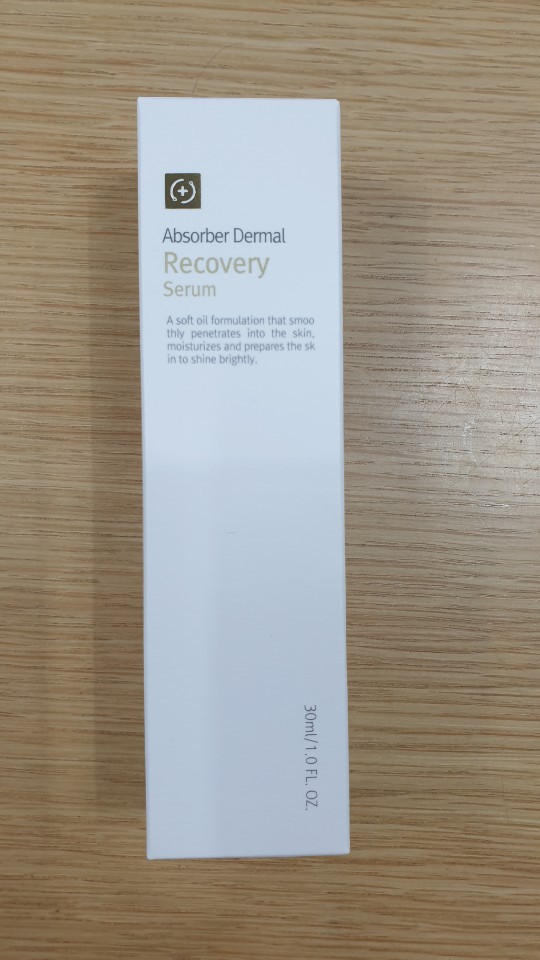 Absorber Dermal
Recovery
Serum
A soft oil formulation that smoo
thly penetrates into the skin,
moisturizes and prepares the sk
in to shine brightly.
30ml/1.0 FL. OZ.